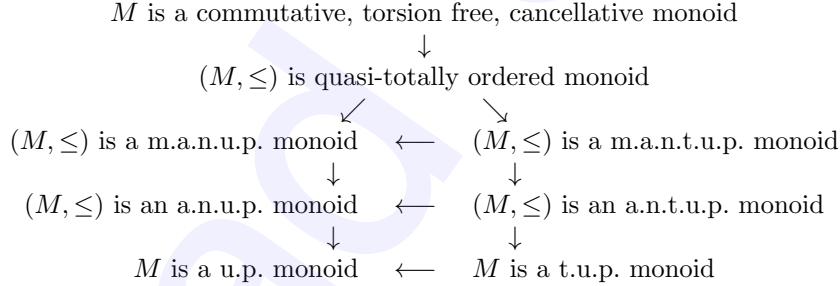 M is a commutative, torsion free, cancellative monoid
↓
(M, ≤) is quasi-totally ordered monoid
↙ ↘
(M, ≤) is a m.a.n.u.p. monoid ← (M, ≤) is a m.a.n.t.u.p. monoid
↓ ↓
(M, ≤) is an a.n.u.p. monoid ← (M, ≤) is an a.n.t.u.p. monoid
↓ ↓
M is a u.p. monoid ← M is a t.u.p. monoid